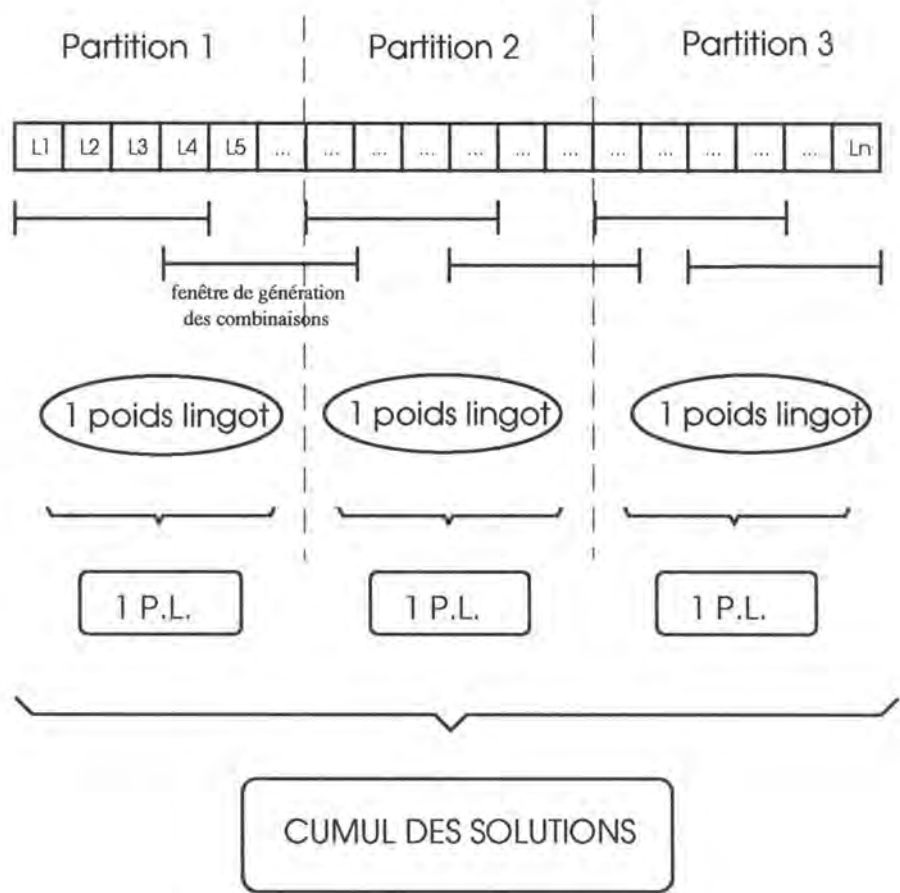 Partition 1 Partition 2 Partition 3
L1 L2 L3 L4 L5 ... ... ... ... ... ... ... ... ... ... ... ... Ln
fenêtre de génération
des combinaisons
1 poids lingot 1 poids lingot 1 poids lingot
1 P.L. 1 P.L. 1 P.L.
CUMUL DES SOLUTIONS